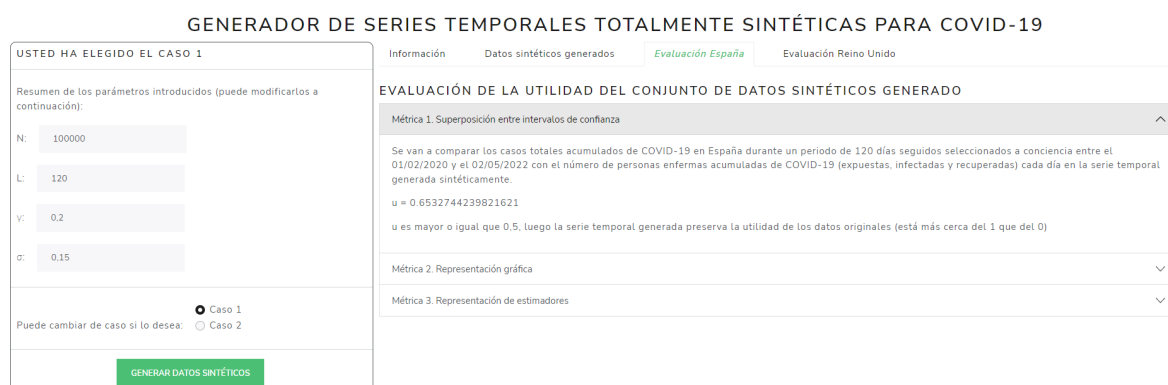 GENERADOR DE SERIES TEMPORALES TOTALMENTE SINTÉTICAS PARA COVID-19
USTED HA ELEGIDO EL CASO 1
Resumen de los parámetros introducidos (puede modificarlos a
continuación):
N: 100000
L: 120
γ: 0,2
σ: 0,15
Puede cambiar de caso si lo desea:
Caso 1
Caso 2
GENERAR DATOS SINTÉTICOS
Información
Datos sintéticos generados
Evaluación España
Evaluación Reino Unido
EVALUACIÓN DE LA UTILIDAD DEL CONJUNTO DE DATOS SINTÉTICOS GENERADO
Métrica 1. Superposición entre intervalos de confianza
Se van a comparar los casos totales acumulados de COVID-19 en España durante un periodo de 120 días seguidos seleccionados a conciencia entre el
01/02/2020 y el 02/05/2022 con el número de personas enfermas acumuladas de COVID-19 (expuestas, infectadas y recuperadas) cada día en la serie temporal
generada sintéticamente.
u = 0.6532744239821621
u es mayor o igual que 0,5, luego la serie temporal generada preserva la utilidad de los datos originales (está más cerca del 1 que del 0)
Métrica 2. Representación gráfica
Métrica 3. Representación de estimadores